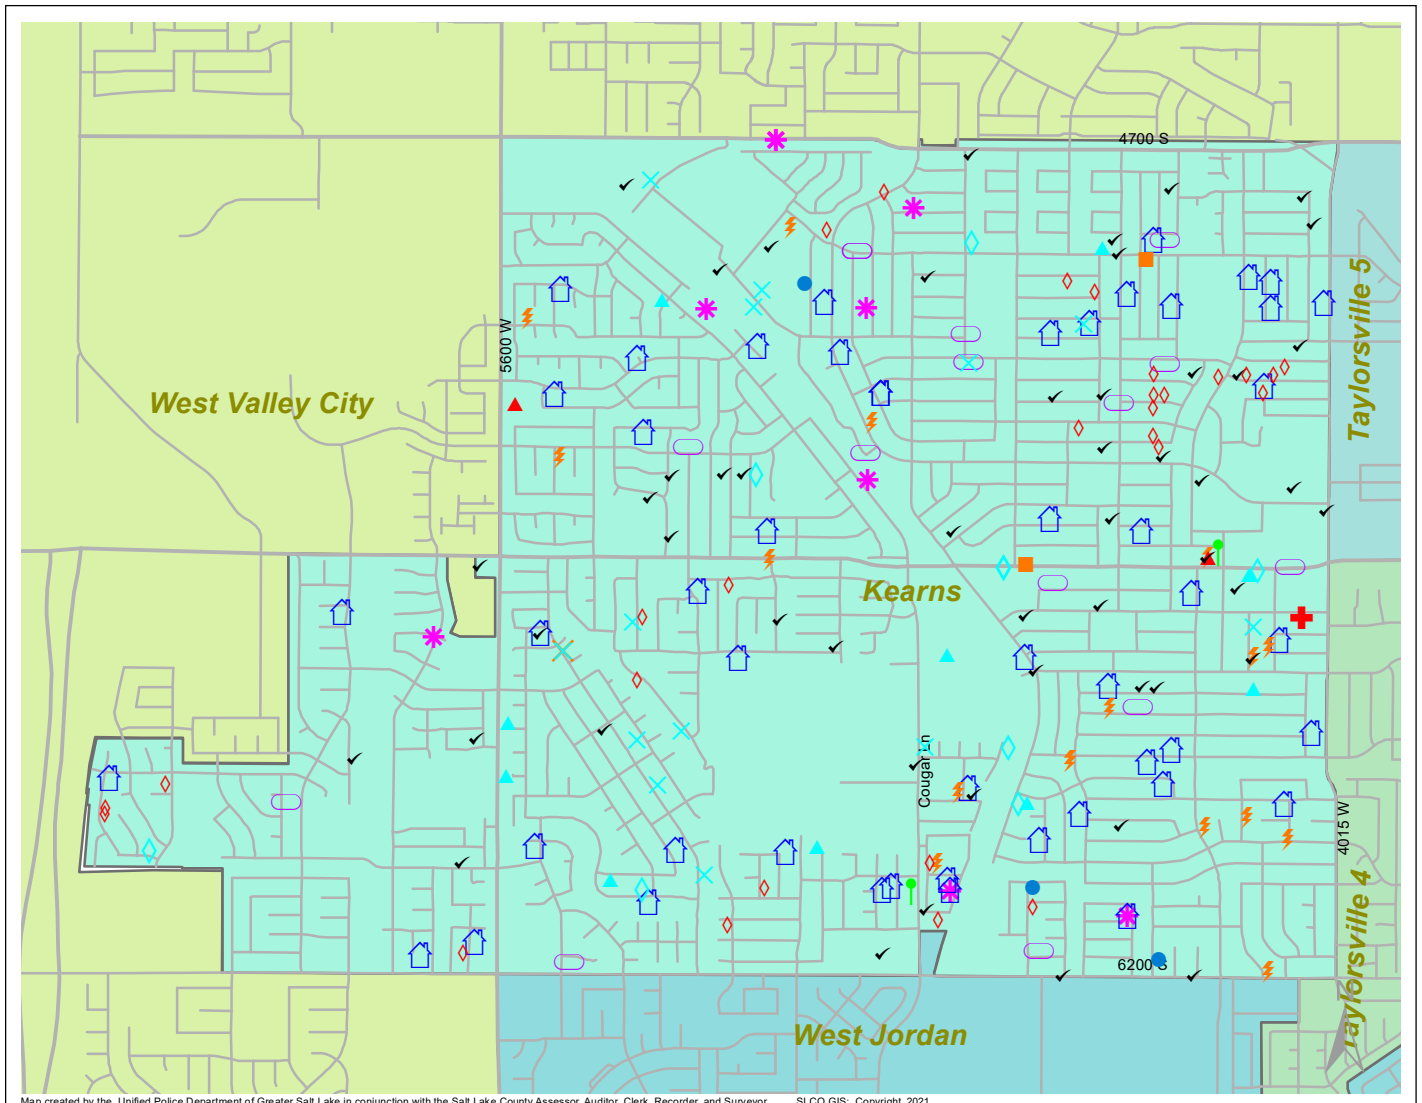 4700 S
Taylorsville 5
5600 W
West Valley City
Kearns
Cougar Ln
4015 W
Taylorsville 4
6200 S
West Jordan
Map created by the Unified Police Department of Greater Salt Lake in conjunction with the Salt Lake County Assessor, Auditor, Clerk, Recorder, and Surveyor. SLCO GIS: Copyright, 2021